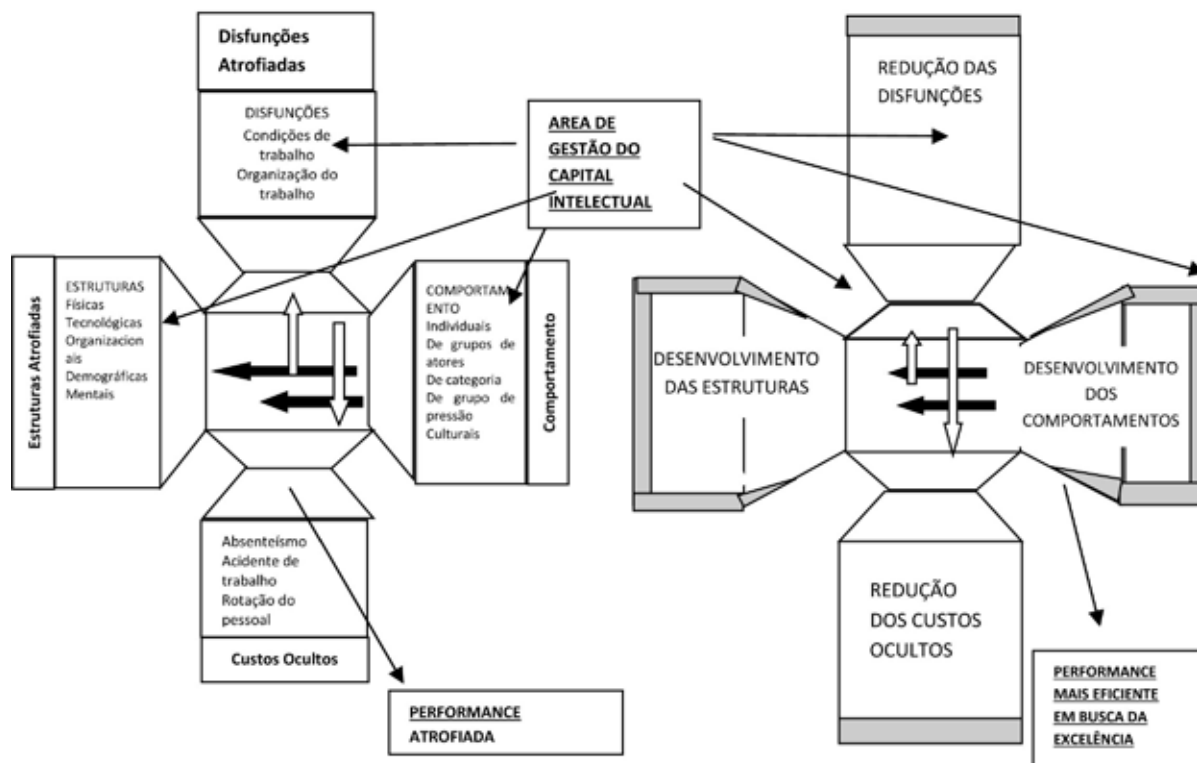 Disfunções
Atrofiadas
DISFUNÇÕES
Condições de
trabalho
Organização do
trabalho
Estruturas Atrofiadas
ESTRUTURAS
Físicas
Tecnológicas
Organizacion
ais
Demográficas
Mentais
COMPORTAM
ENTO
Individuais
De grupos de
atores
De categoria
De grupo de
pressão
Culturais
Comportamento
Absenteísmo
Acidente de
trabalho
Rotação do
pessoal
Custos Ocultos
PERFORMANCE
ATROFIADA
AREA DE
GESTÃO DO
CAPITAL
INTELECTUAL
REDUÇÃO DAS
DISFUNÇÕES
DESENVOLVIMENTO
DAS ESTRUTURAS
DESENVOLVIMENTO
DOS
COMPORTAMENTOS
REDUÇÃO
DOS CUSTOS
OCULTOS
PERFORMANCE
MAIS EFICIENTE
EM BUSCA DA
EXCELÊNCIA